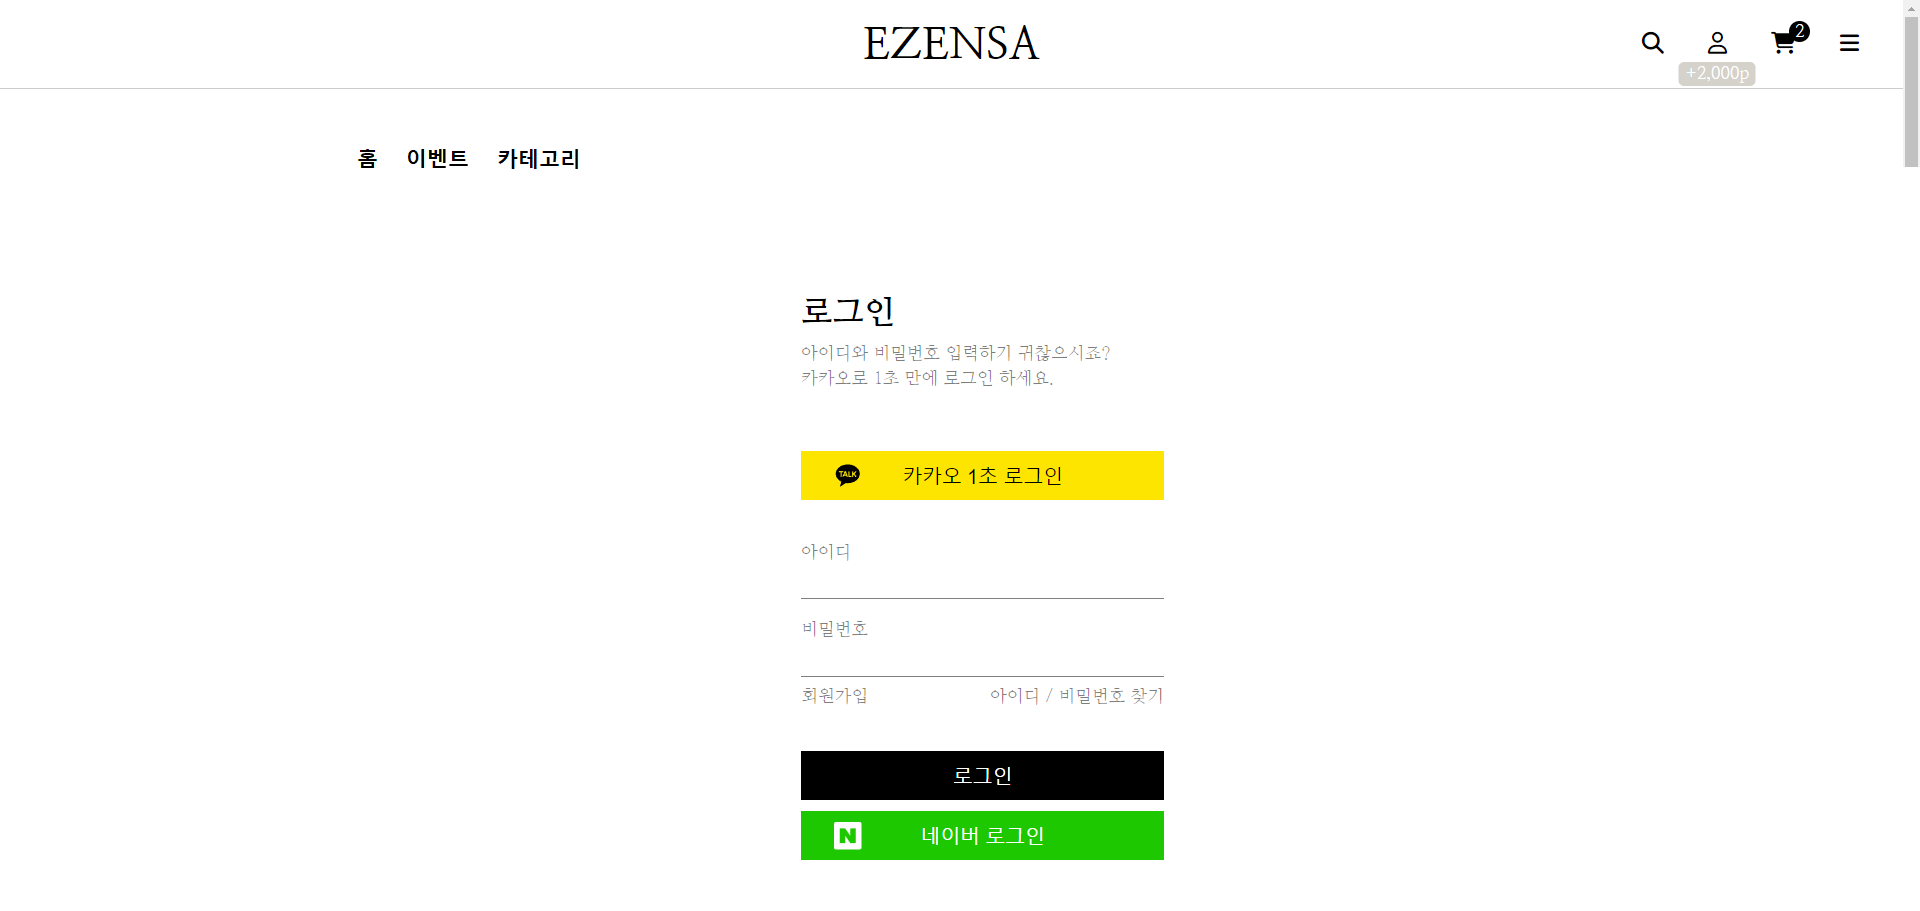 EZENSA
2
+2,000p
홈 이벤트 카테고리
로그인
아이디와 비밀번호 입력하기 귀찮으시죠?
카카오로 1초 만에 로그인 하세요.
TALK 카카오 1초 로그인
아이디
비밀번호
회원가입 아이디 / 비밀번호 찾기
로그인
N 네이버 로그인